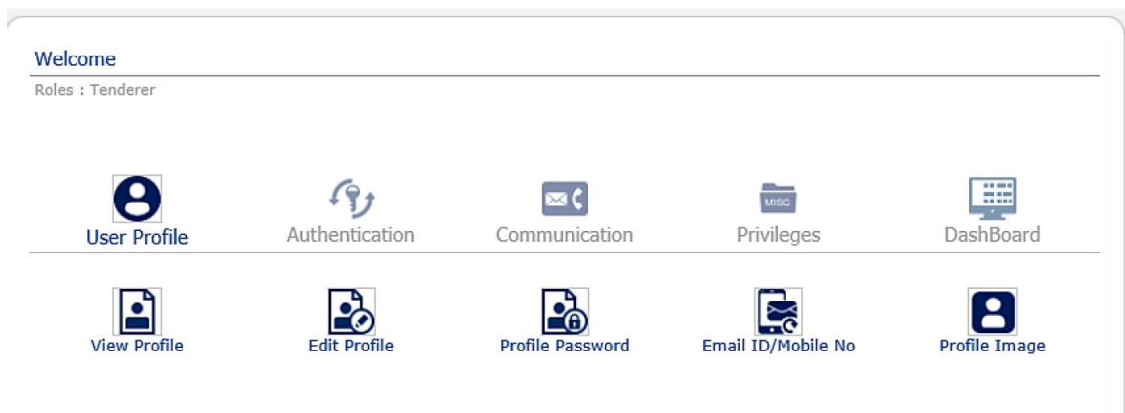 Welcome
Roles : Tenderer
User Profile
Authentication
Communication
MISC
Privileges
DashBoard
View Profile
Edit Profile
Profile Password
Email ID/Mobile No
Profile Image